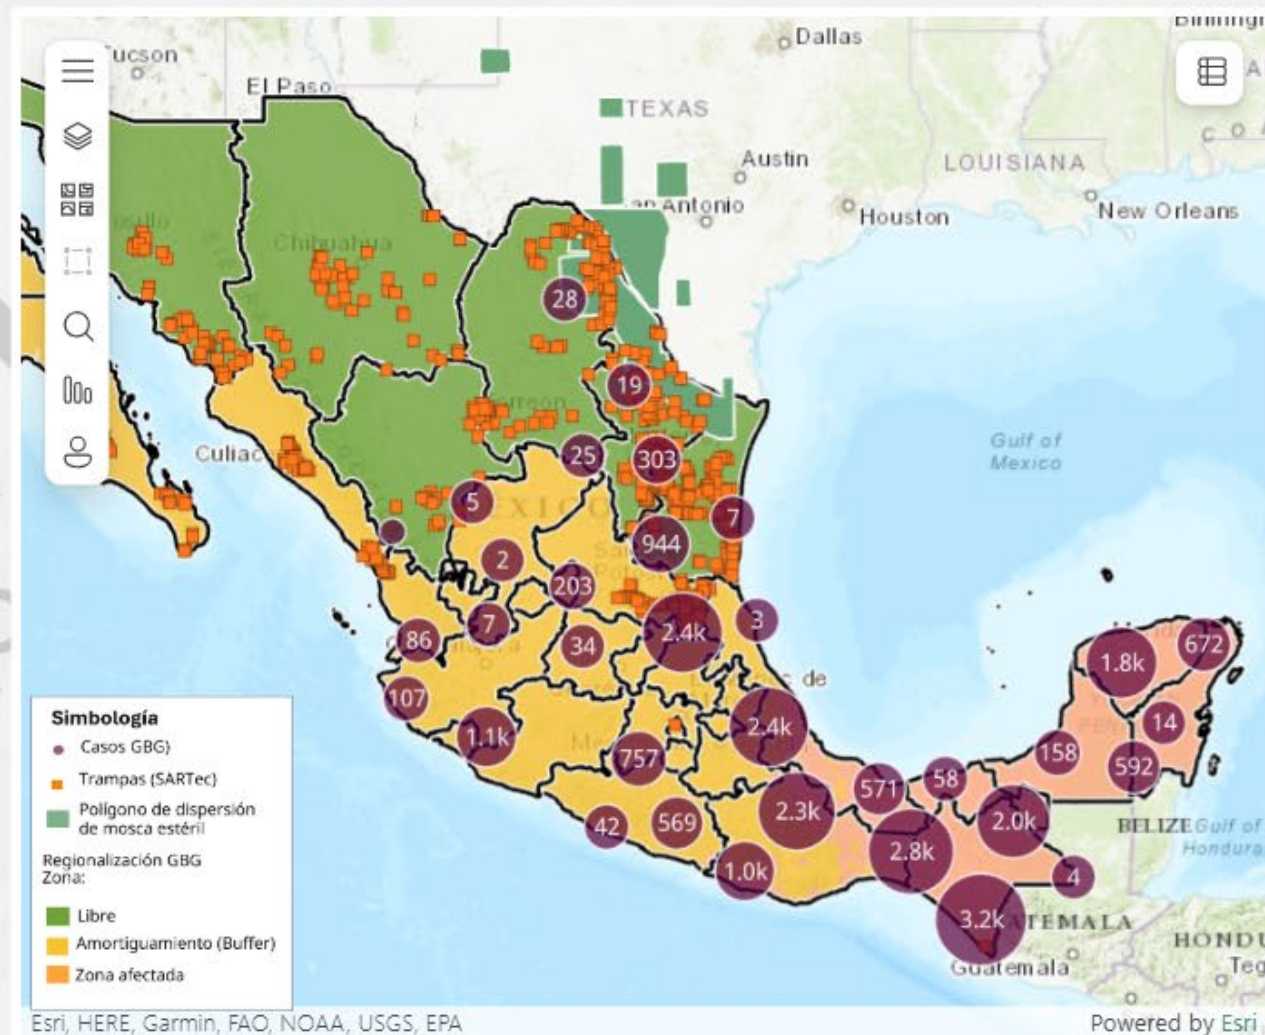 Tucson
El Paso
Dallas
TEXAS
Austin
LOUISIANA
an Antonio
Houston
New Orleans
Chihuahua
28
19
Torreón
Culiac
25
303
Gulf of
Mexico
5
MEXICO
7
944
2
203
7
2.4k
3
86
34
672
1.8k
107
c de
14
1.1k
2.4k
757
158
592
571
58
42
569
2.3k
2.0k
BELIZE
Gulf of
Hondura
1.0k
2.8k
4
3.2k
ATEMALA
HONDU
Guatemala
Teg
Simbología
Casos GBG)
Trampas (SARTec)
Polígono de dispersión
de mosca estéril
Regionalización GBG
Zona:
Libre
Amortiguamiento (Buffer)
Zona afectada
Esri, HERE, Garmin, FAO, NOAA, USGS, EPA
Powered by Esri